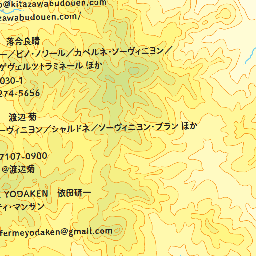 o@kitazawabudouen.com
azawabudouen.com/
落合良晴
ー／ピノ・ノワール／カベルネ・ソーヴィニヨン／
ゲヴェルツトラミネール ほか
030-1
274-5656
渡辺 菊
ーヴィニヨン／シャルドネ／ソーヴィニヨン・ブラン ほか
7107-0900
@渡辺菊
YODAKEN 依田研一
ティ・マンサン
fermeyodaken@gmail.com